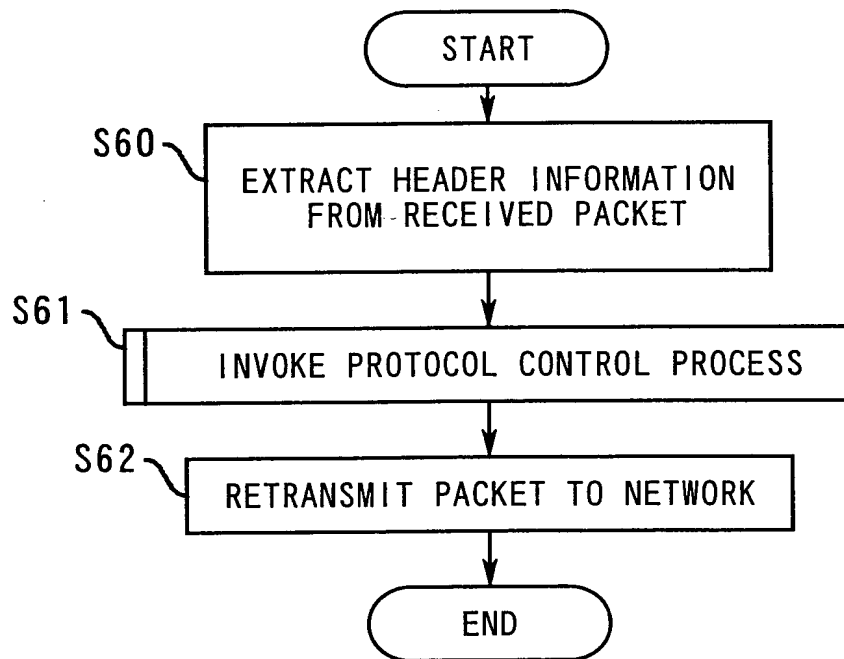 START
S60
EXTRACT HEADER INFORMATION
FROM RECEIVED PACKET
S61
INVOKE PROTOCOL CONTROL PROCESS
S62
RETRANSMIT PACKET TO NETWORK
END